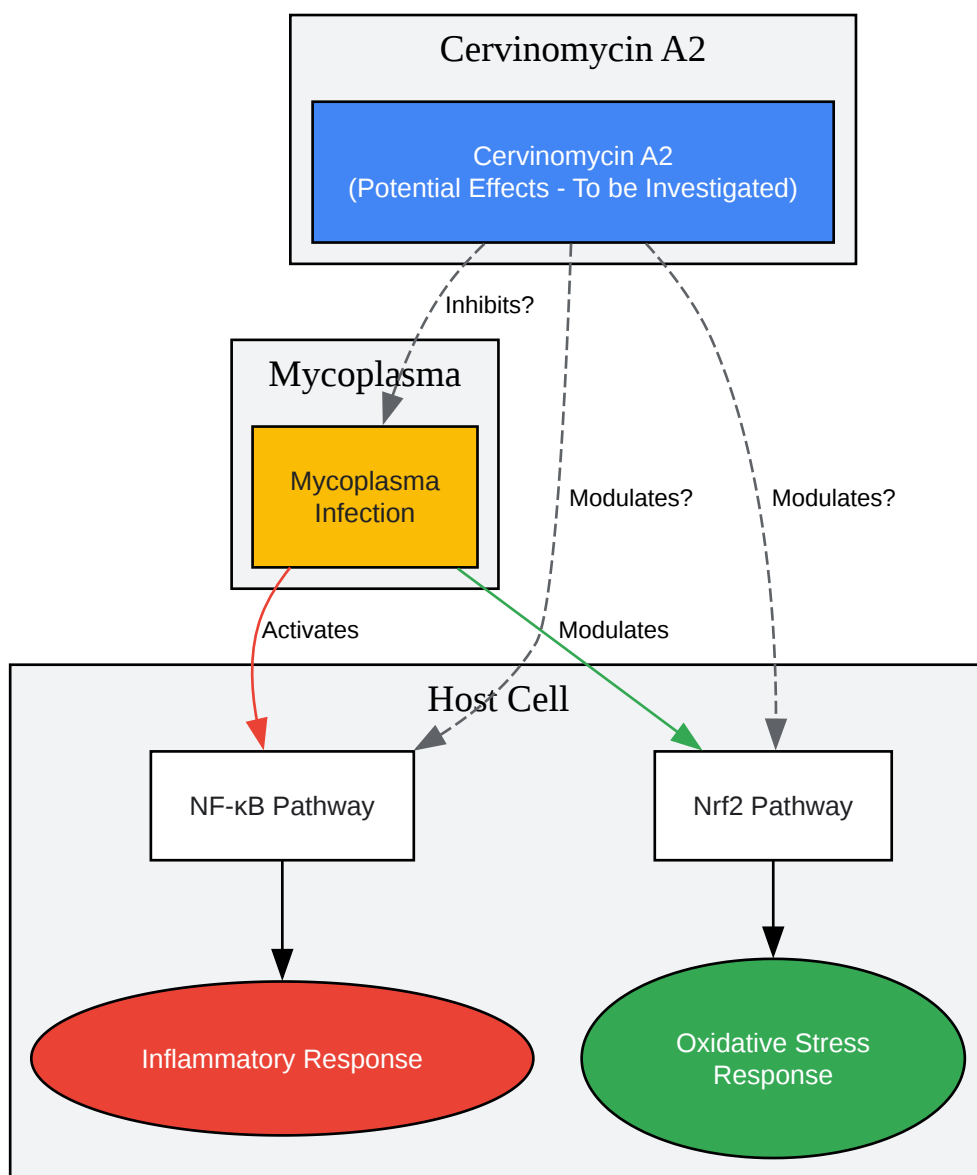 Cervinomycin A2
Cervinomycin A2
(Potential Effects - To be Investigated)
Inhibits?
Mycoplasma
Mycoplasma
Infection
Modulates?
Modulates?
Activates
Modulates
Host Cell
NF-κB Pathway
Nrf2 Pathway
Inflammatory Response
Oxidative Stress
Response